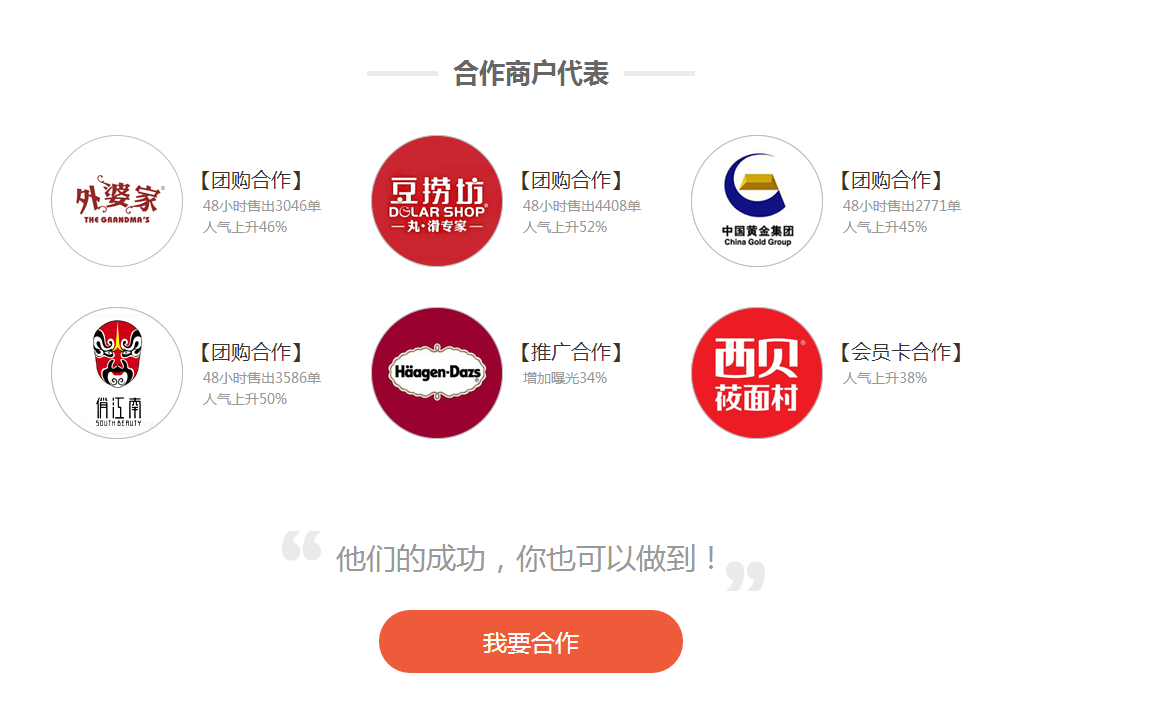 合作商户代表
外婆家
THE GRANDMA'S
【团购合作】
48小时售出3046单
人气上升46%
豆捞坊
DOLAR SHOP®
丸·滑专家
【团购合作】
48小时售出4408单
人气上升52%
中国黄金集团
China Gold Group
【团购合作】
48小时售出2771单
人气上升45%
俏江南
SOUTH BEAUTY
【团购合作】
48小时售出3586单
人气上升50%
Häagen-Dazs
【推广合作】
增加曝光34%
西贝®
莜面村
【会员卡合作】
人气上升38%
“他们的成功，你也可以做到！”
我要合作